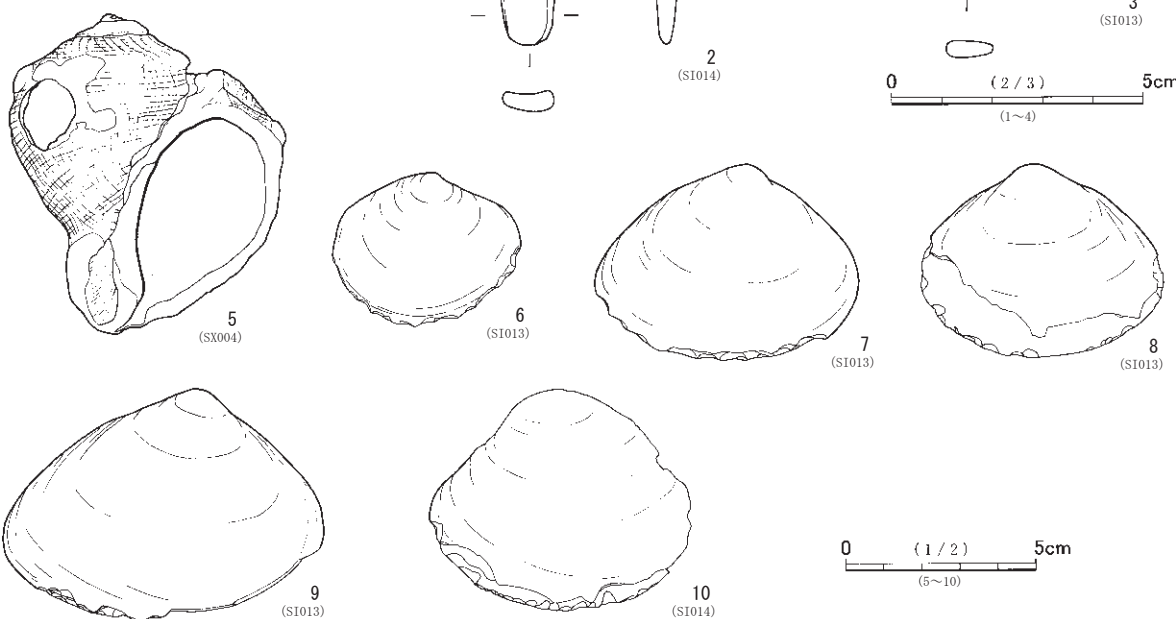 3
(SI013)
2
(SI014)
0 (2/3) 5cm
(1~4)
5
(SX004)
6
(SI013)
7
(SI013)
8
(SI013)
9
(SI013)
10
(SI014)
0 (1/2) 5cm
(5~10)